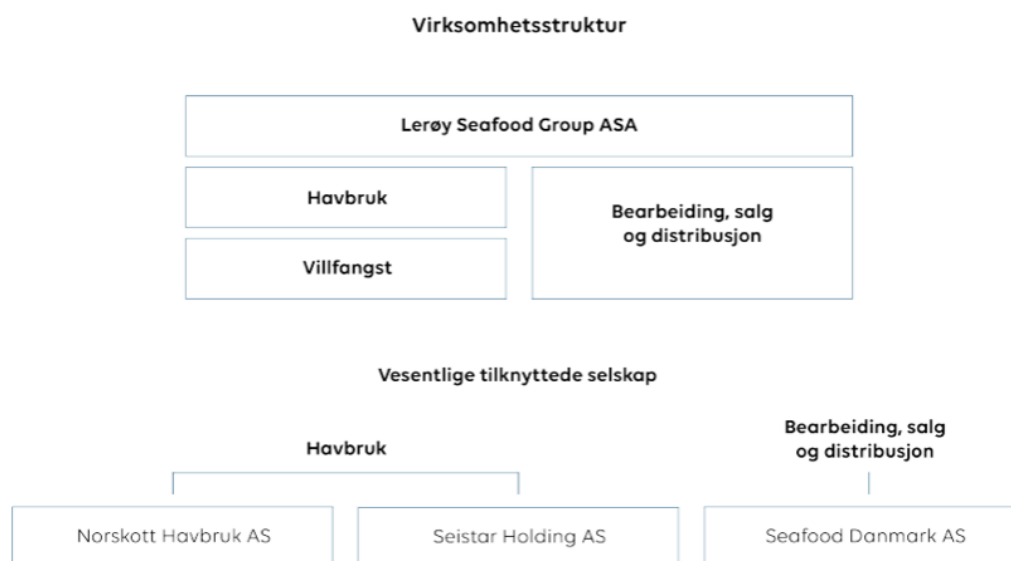 Virksomhetsstruktur
Lerøy Seafood Group ASA
Havbruk
Villfangst
Bearbeiding, salg
og distribusjon
Vesentlige tilknyttede selskap
Havbruk
Bearbeiding, salg
og distribusjon
Norskott Havbruk AS
Seistar Holding AS
Seafood Danmark AS